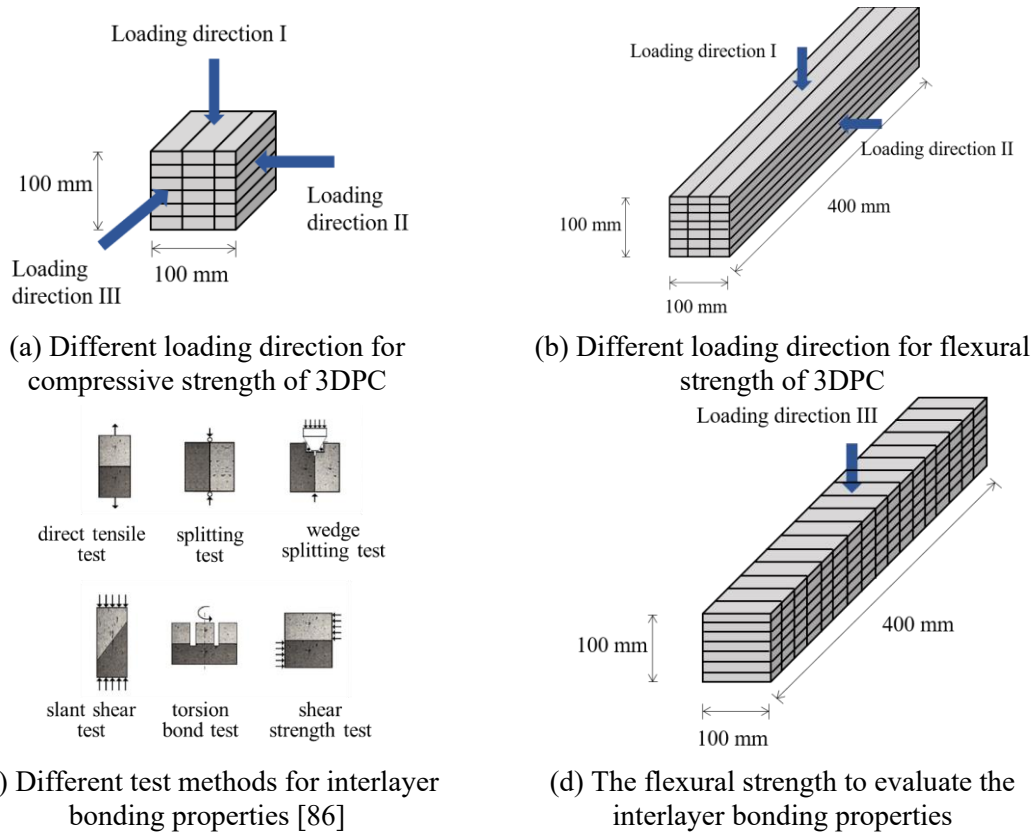 Loading direction I
100 mm
Loading
direction II
Loading
direction III
100 mm
(a) Different loading direction for
compressive strength of 3DPC
Loading direction I
Loading direction II
400 mm
100 mm
100 mm
(b) Different loading direction for flexural
strength of 3DPC
direct tensile
test
splitting
test
wedge
splitting test
slant shear
test
torsion
bond test
shear
strength test
) Different test methods for interlayer
bonding properties [86]
Loading direction III
400 mm
100 mm
100 mm
(d) The flexural strength to evaluate the
interlayer bonding properties